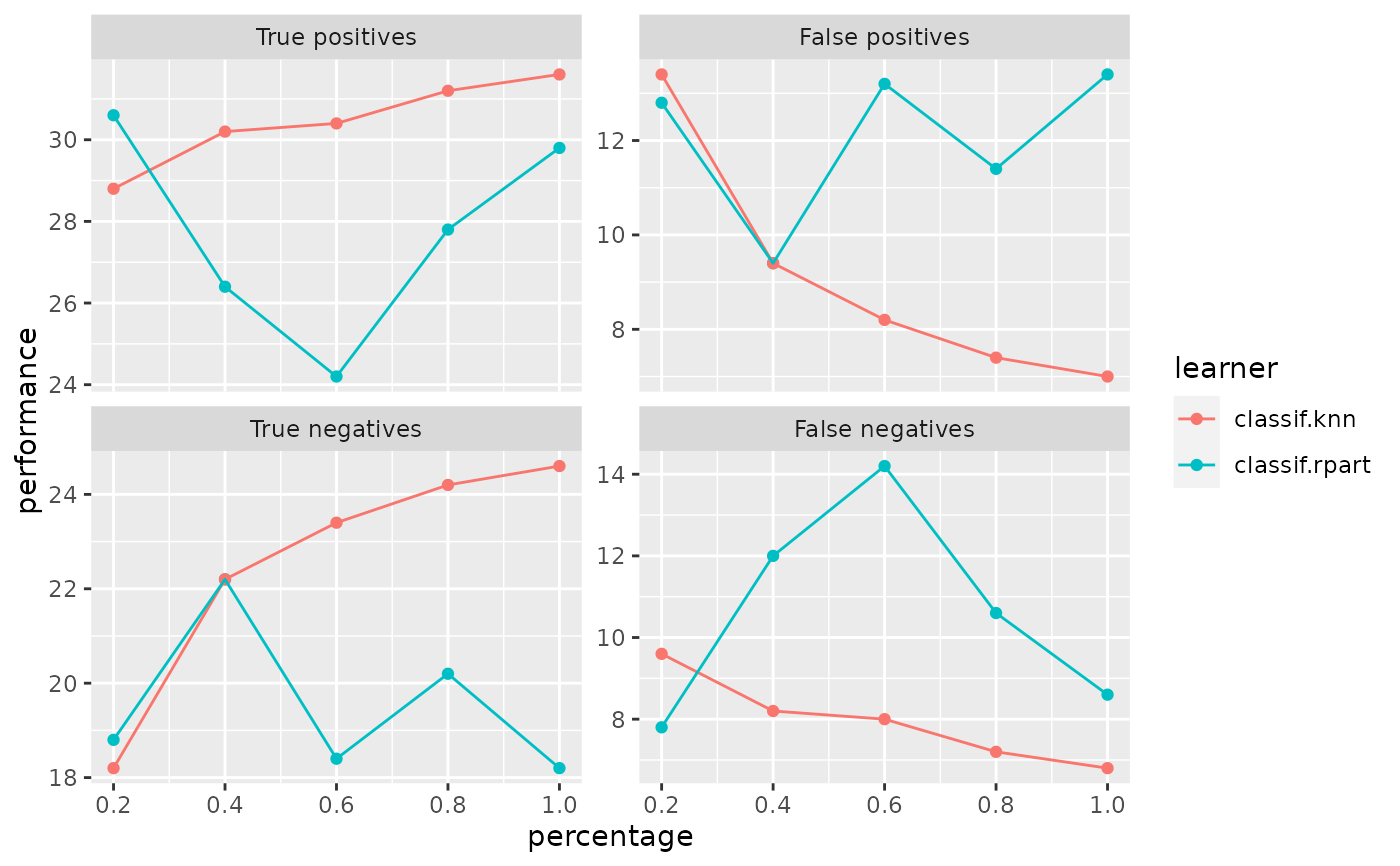 True positives
False positives
30
28
26
24
12
10
8
performance
True negatives
False negatives
24
22
20
18
14
12
10
8
0.2 0.4 0.6 0.8 1.0
0.2 0.4 0.6 0.8 1.0
percentage
learner
classif.knn
classif.rpart